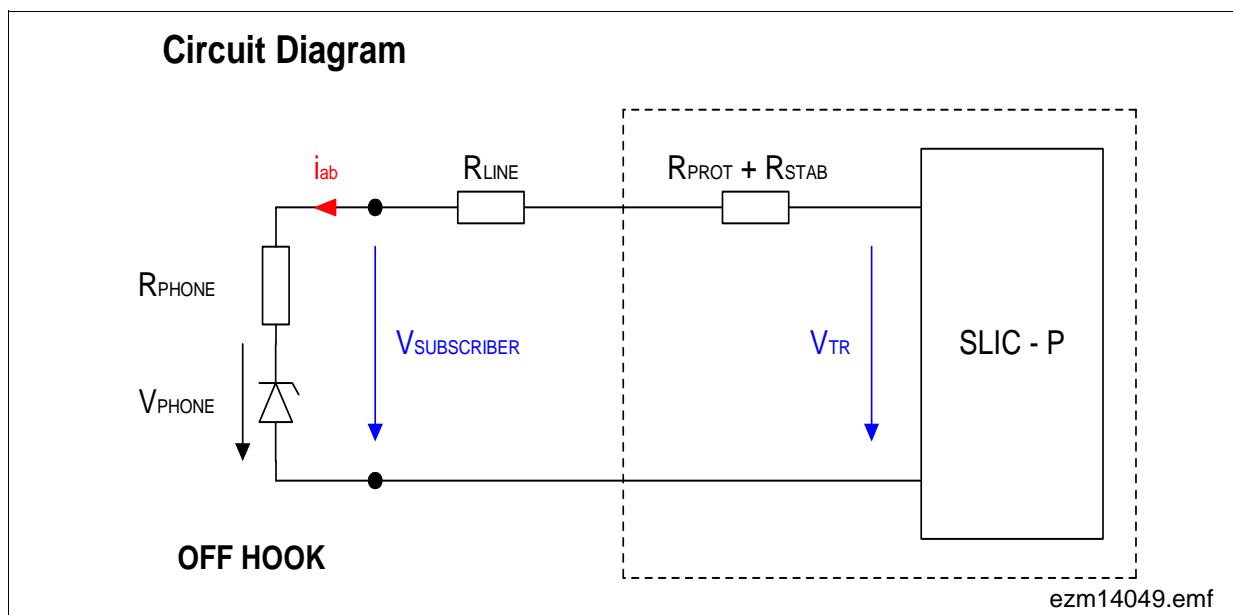 Circuit Diagram
iab
RLINE
RPROT + RSTAB
RPHONE
VSUBSCRIBER
VTR
SLIC - P
VPHONE
OFF HOOK
ezm14049.emf